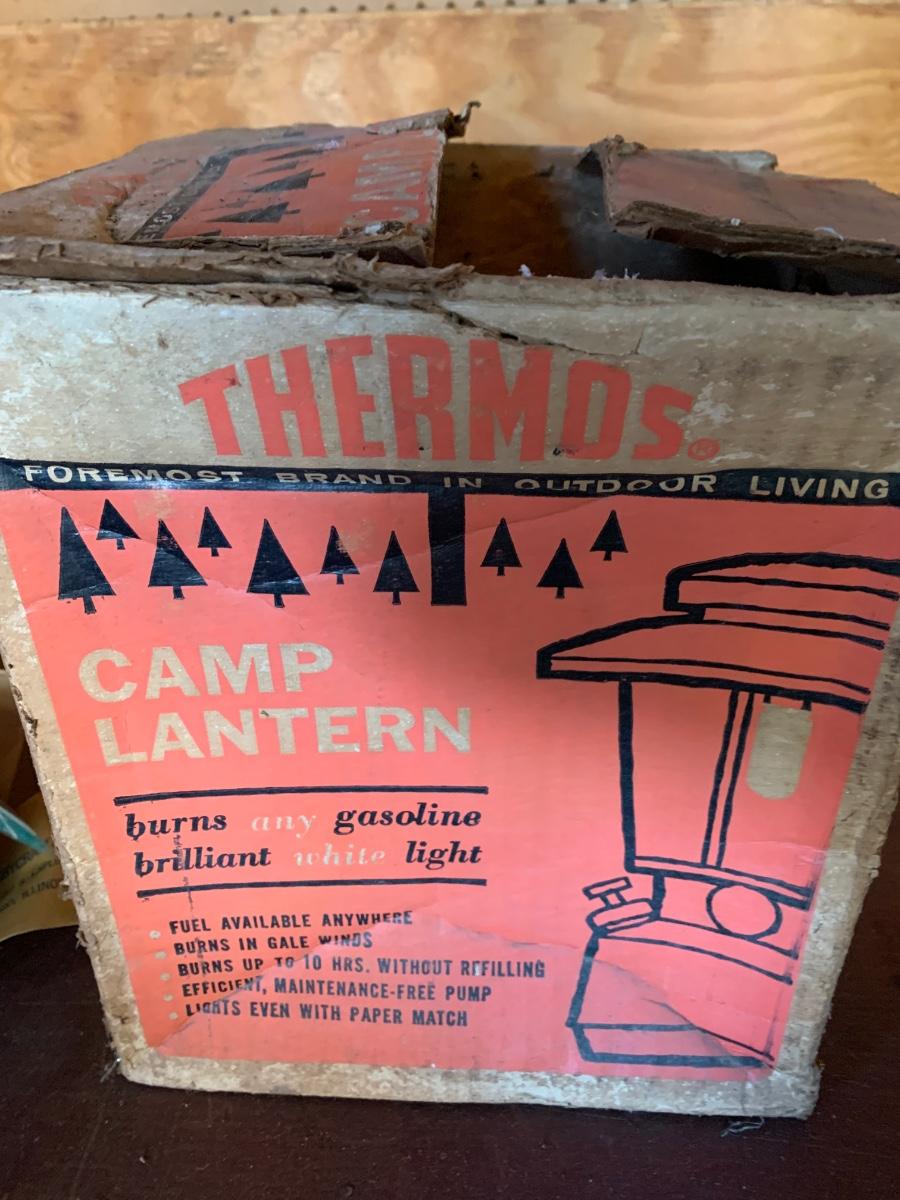 CAMP
THERMOS®
FOREMOST BRAND IN OUTDOOR LIVING
CAMP
LANTERN
burns any gasoline
brilliant white light
FUEL AVAILABLE ANYWHERE
BURNS IN GALE WINDS
BURNS UP TO 10 HRS. WITHOUT REFILLING
EFFICIENT, MAINTENANCE-FREE PUMP
LIGHTS EVEN WITH PAPER MATCH